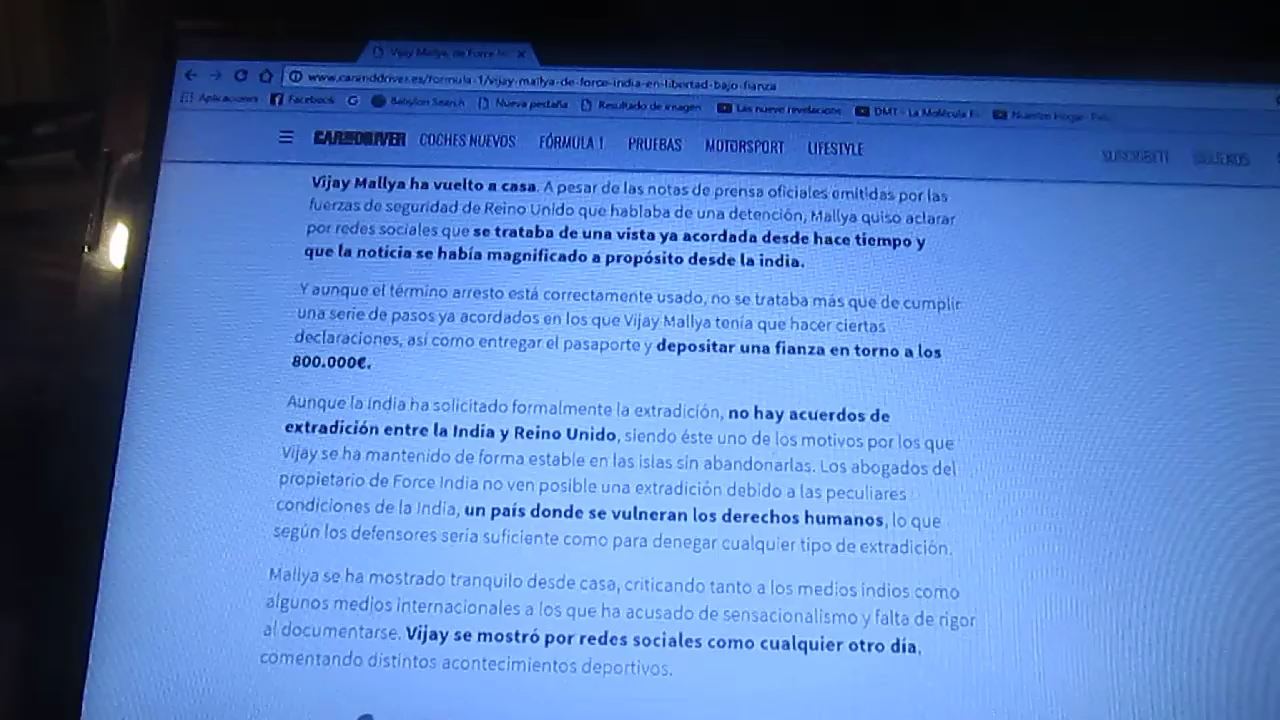 Vijay Mallya, de Force In
www.caranddriver.es/formula-1/vijay-mallya-de-force-india-en-libertad-bajo-fianza
Aplicaciones Facebook G Babylon Search Nueva pestaña Resultado de imagen Las nueve revelacione DMT - La Molécula E Nuestro Hogar
CAR AND DRIVER COCHES NUEVOS FÓRMULA 1 PRUEBAS MOTORSPORT LIFESTYLE
Vijay Mallya ha vuelto a casa. A pesar de las notas de prensa oficiales emitidas por las
fuerzas de seguridad de Reino Unido que hablaba de una detención, Mallya quiso aclarar
por redes sociales que se trataba de una vista ya acordada desde hace tiempo y
que la noticia se había magnificado a propósito desde la india.
Y aunque el término arresto está correctamente usado, no se trataba más que de cumplir
una serie de pasos ya acordados en los que Vijay Mallya tenía que hacer ciertas
declaraciones, así como entregar el pasaporte y depositar una fianza en torno a los
800.000€.
Aunque la India ha solicitado formalmente la extradición, no hay acuerdos de
extradición entre la India y Reino Unido, siendo éste uno de los motivos por los que
Vijay se ha mantenido de forma estable en las islas sin abandonarlas. Los abogados del
propietario de Force India no ven posible una extradición debido a las peculiares
condiciones de la India, un país donde se vulneran los derechos humanos, lo que
según los defensores sería suficiente como para denegar cualquier tipo de extradición.
Mallya se ha mostrado tranquilo desde casa, criticando tanto a los medios indios como
algunos medios internacionales a los que ha acusado de sensacionalismo y falta de rigor
al documentarse. Vijay se mostró por redes sociales como cualquier otro día,
comentando distintos acontecimientos deportivos.